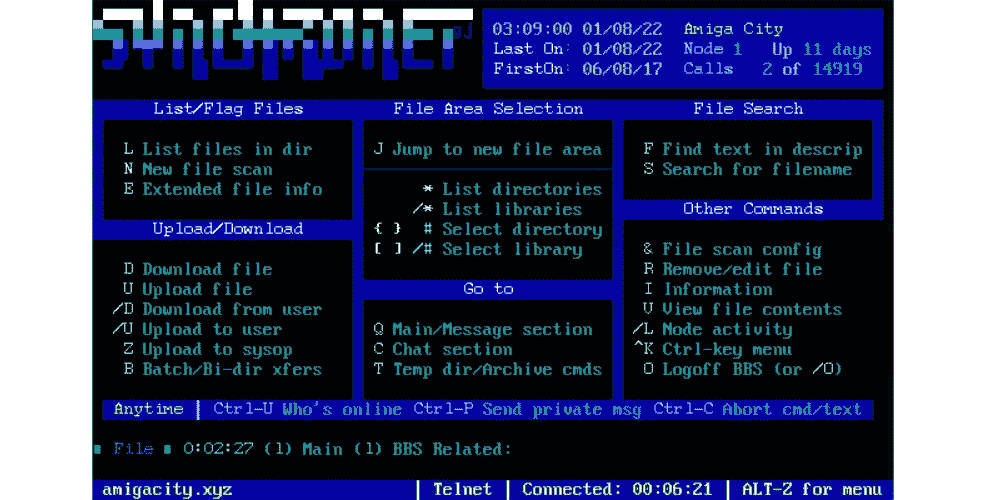 SYNCHRONET
03:09:00 01/08/22 Amiga City
Last On: 01/08/22 Node 1 Up 11 days
FirstOn: 06/08/17 Calls 2 of 14919
List/Flag Files
L List files in dir
N New file scan
E Extended file info
Upload/Download
D Download file
U Upload file
/D Download from user
/U Upload to user
Z Upload to sysop
B Batch/Bi-dir xfers
File Area Selection
J Jump to new file area
* List directories
/* List libraries
{ } # Select directory
[ ] /# Select library
Go to
Q Main/Message section
C Chat section
T Temp dir/Archive cmds
File Search
F Find text in descrip
S Search for filename
Other Commands
& File scan config
R Remove/edit file
I Information
V View file contents
/L Node activity
^K Ctrl-key menu
O Logoff BBS (or /O)
Anytime Ctrl-U Who's online Ctrl-P Send private msg Ctrl-C Abort cmd/text
File 0:02:27 (1) Main (1) BBS Related:
amigacity.xyz | Telnet | Connected: 00:06:21 | ALT-Z for menu